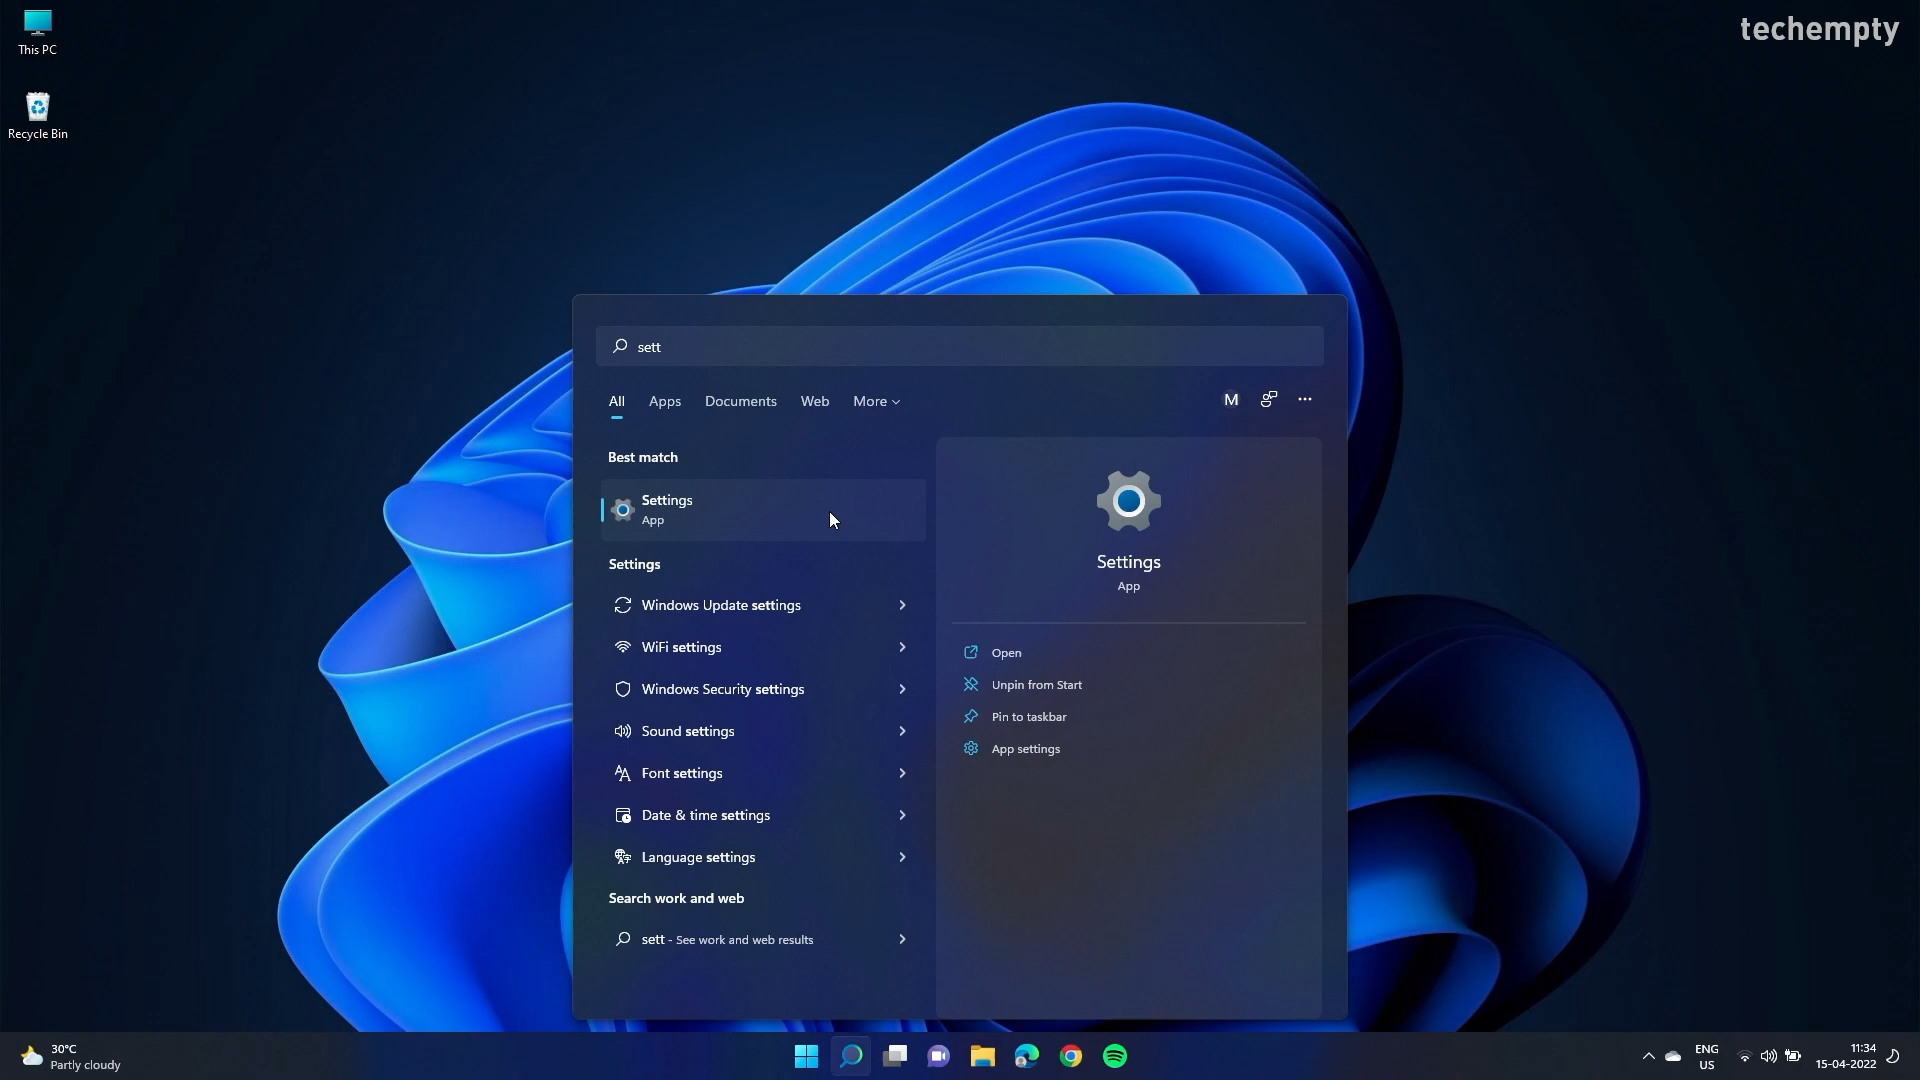 This PC
Recycle Bin
techempty
sett
All Apps Documents Web More
M
Best match
Settings
App
Settings
Windows Update settings
WiFi settings
Windows Security settings
Sound settings
Font settings
Date & time settings
Language settings
Search work and web
sett - See work and web results
Settings
App
Open
Unpin from Start
Pin to taskbar
App settings
30°C
Partly cloudy
ENG
US
11:34
15-04-2022